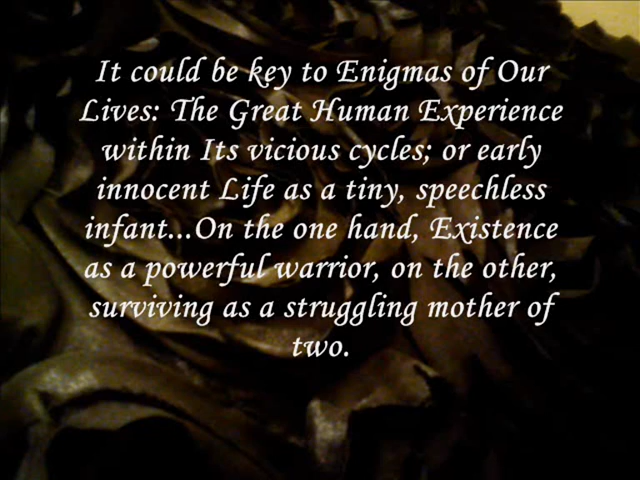 It could be key to Enigmas of Our
Lives: The Great Human Experience
within Its vicious cycles; or early
innocent Life as a tiny, speechless
infant...On the one hand, Existence
as a powerful warrior, on the other,
surviving as a struggling mother of
two.